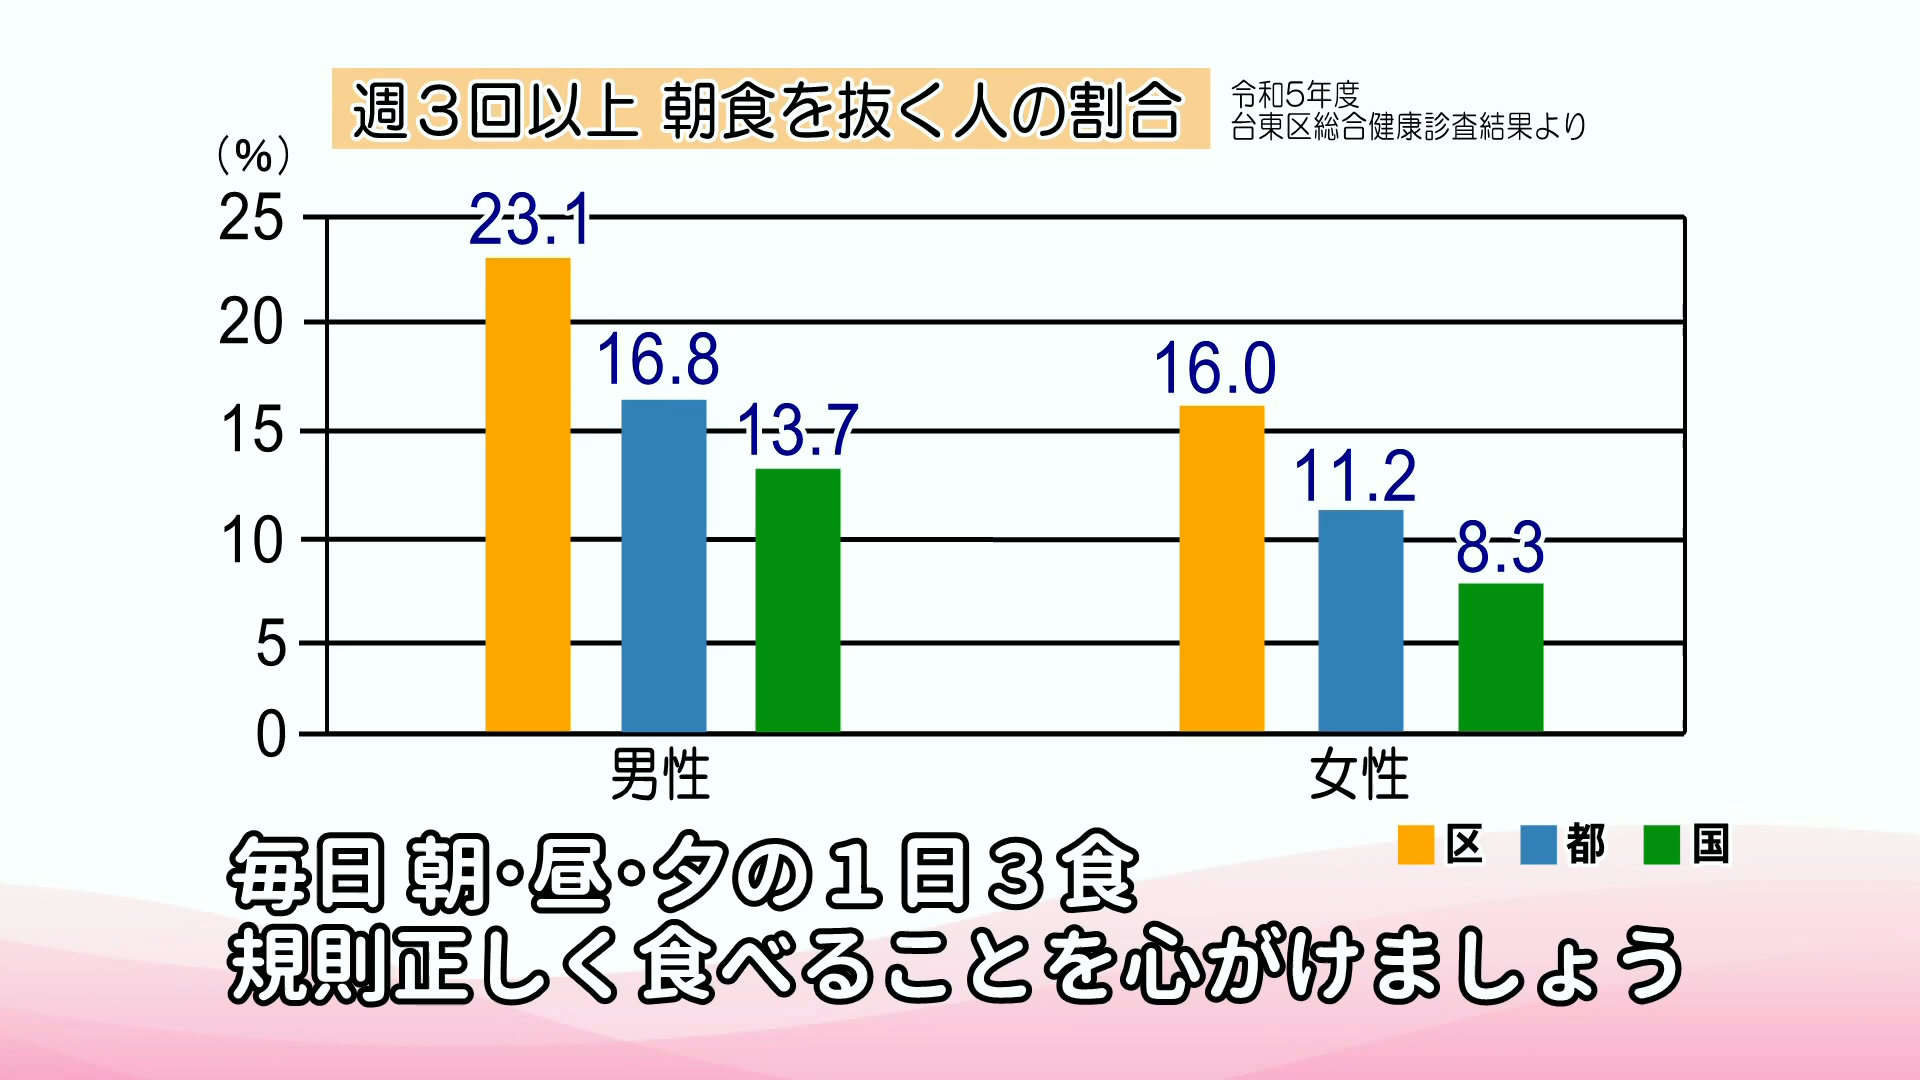 週３回以上 朝食を抜く人の割合
令和5年度
台東区総合健康診査結果より
(%)
25
20
15
10
5
0
23.1
16.8
13.7
16.0
11.2
8.3
男性
女性
区 都 国
毎日 朝・昼・夕の１日３食
規則正しく食べることを心がけましょう